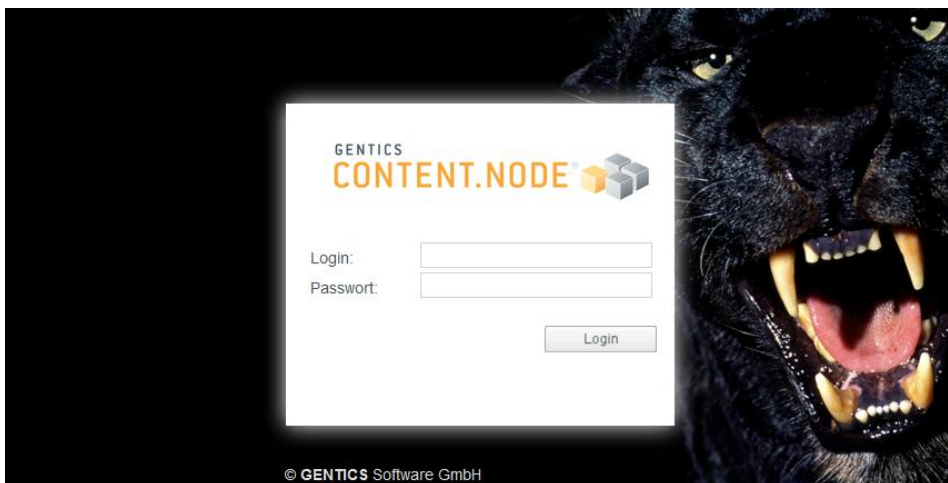 GENTICS
CONTENT.NODE®
Login:
Passwort:
Login
© GENTICS Software GmbH